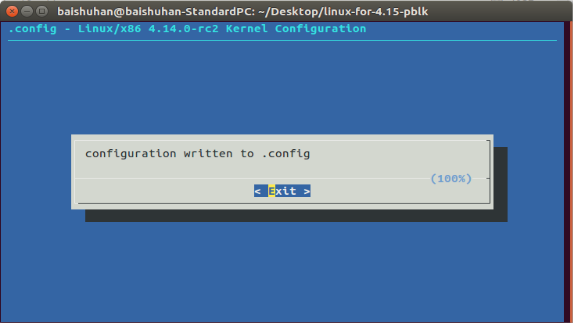 baishuhan@baishuhan-StandardPC: ~/Desktop/linux-for-4.15-pblk
.config - Linux/x86 4.14.0-rc2 Kernel Configuration
configuration written to .config
(100%)
< Exit >